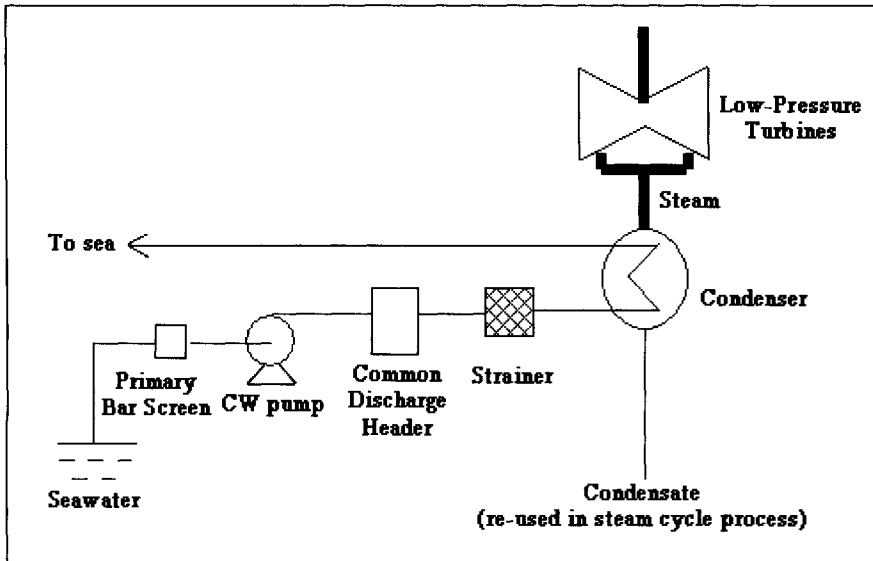 Low-Pressure
Turbines
Steam
To sea
Condenser
Primary
Bar Screen
CW pump
Common
Discharge
Header
Strainer
Seawater
Condensate
(re-used in steam cycle process)